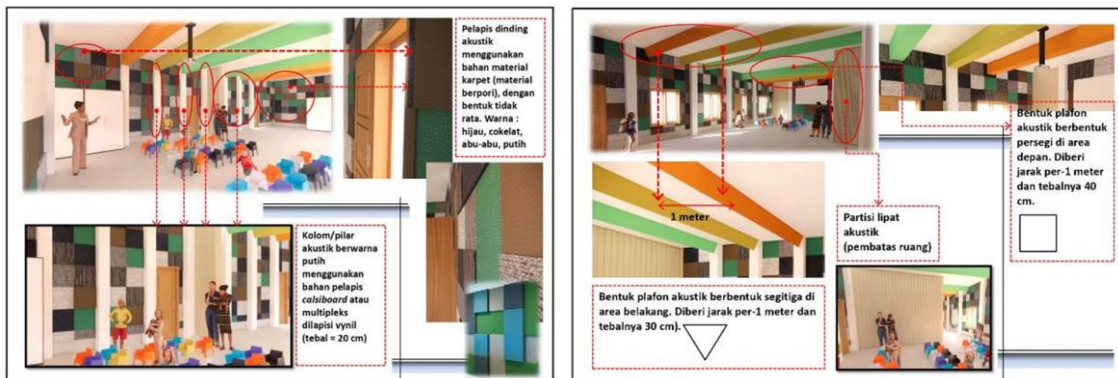 Pelapis dinding
akustik
menggunakan
bahan material
karpet (material
berpori), dengan
bentuk tidak
rata. Warna :
hijau, cokelat,
abu-abu, putih
Kolom/pilar
akustik berwarna
putih
menggunakan
bahan pelapis
calsiboard atau
multipleks
dilapisi vynil
(tebal = 20 cm)
1 meter
Bentuk plafon
akustik berbentuk
persegi di area
depan. Diberi
jarak per-1 meter
dan tebalnya 40
cm.
Partisi lipat
akustik
(pembatas ruang)
Bentuk plafon akustik berbentuk segitiga di
area belakang. Diberi jarak per-1 meter dan
tebalnya 30 cm).